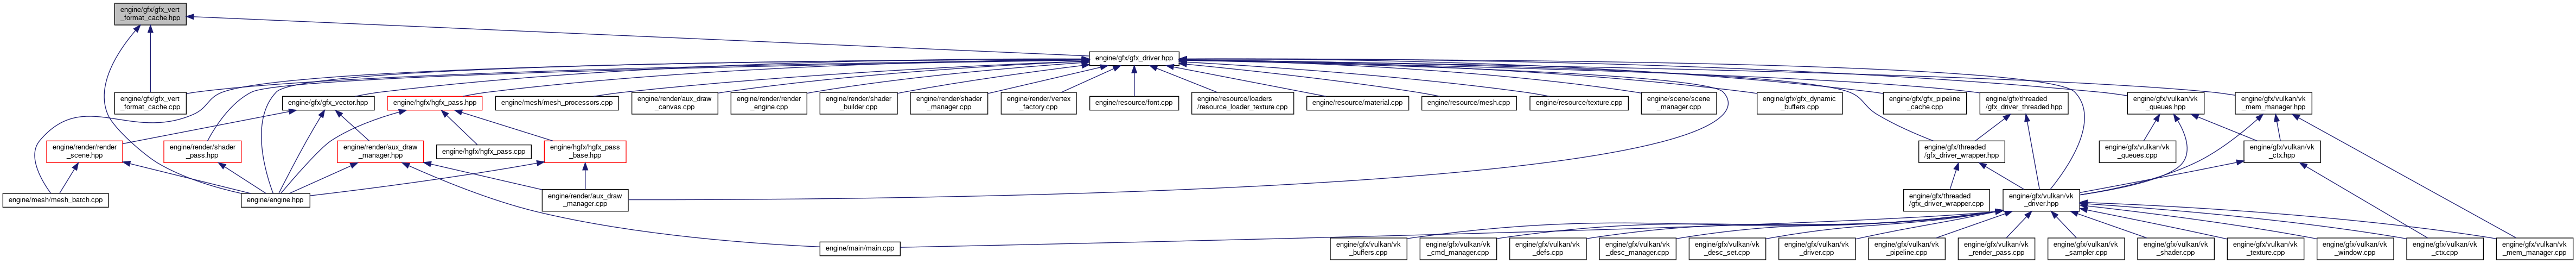 engine/gfx/gfx_vert
_format_cache.hpp
engine/gfx/gfx_driver.hpp
engine/gfx/gfx_vert
_format_cache.cpp
engine/gfx/gfx_vector.hpp
engine/hgfx/hgfx_pass.hpp
engine/mesh/mesh_processors.cpp
engine/render/aux_draw
_canvas.cpp
engine/render/render
_engine.cpp
engine/render/shader
_builder.cpp
engine/render/shader
_manager.cpp
engine/render/vertex
_factory.cpp
engine/resource/font.cpp
engine/resource/loaders
/resource_loader_texture.cpp
engine/resource/material.cpp
engine/resource/mesh.cpp
engine/resource/texture.cpp
engine/scene/scene
_manager.cpp
engine/gfx/gfx_dynamic
_buffers.cpp
engine/gfx/gfx_pipeline
_cache.cpp
engine/gfx/threaded
/gfx_driver_threaded.hpp
engine/gfx/vulkan/vk
_queues.hpp
engine/gfx/vulkan/vk
_mem_manager.hpp
engine/render/render
_scene.hpp
engine/render/shader
_pass.hpp
engine/render/aux_draw
_manager.hpp
engine/hgfx/hgfx_pass.cpp
engine/hgfx/hgfx_pass
_base.hpp
engine/gfx/threaded
/gfx_driver_wrapper.hpp
engine/gfx/vulkan/vk
_queues.cpp
engine/gfx/vulkan/vk
_ctx.hpp
engine/mesh/mesh_batch.cpp
engine/engine.hpp
engine/render/aux_draw
_manager.cpp
engine/gfx/threaded
/gfx_driver_wrapper.cpp
engine/gfx/vulkan/vk
_driver.hpp
engine/main/main.cpp
engine/gfx/vulkan/vk
_buffers.cpp
engine/gfx/vulkan/vk
_cmd_manager.cpp
engine/gfx/vulkan/vk
_defs.cpp
engine/gfx/vulkan/vk
_desc_manager.cpp
engine/gfx/vulkan/vk
_desc_set.cpp
engine/gfx/vulkan/vk
_driver.cpp
engine/gfx/vulkan/vk
_pipeline.cpp
engine/gfx/vulkan/vk
_render_pass.cpp
engine/gfx/vulkan/vk
_sampler.cpp
engine/gfx/vulkan/vk
_shader.cpp
engine/gfx/vulkan/vk
_texture.cpp
engine/gfx/vulkan/vk
_window.cpp
engine/gfx/vulkan/vk
_ctx.cpp
engine/gfx/vulkan/vk
_mem_manager.cpp